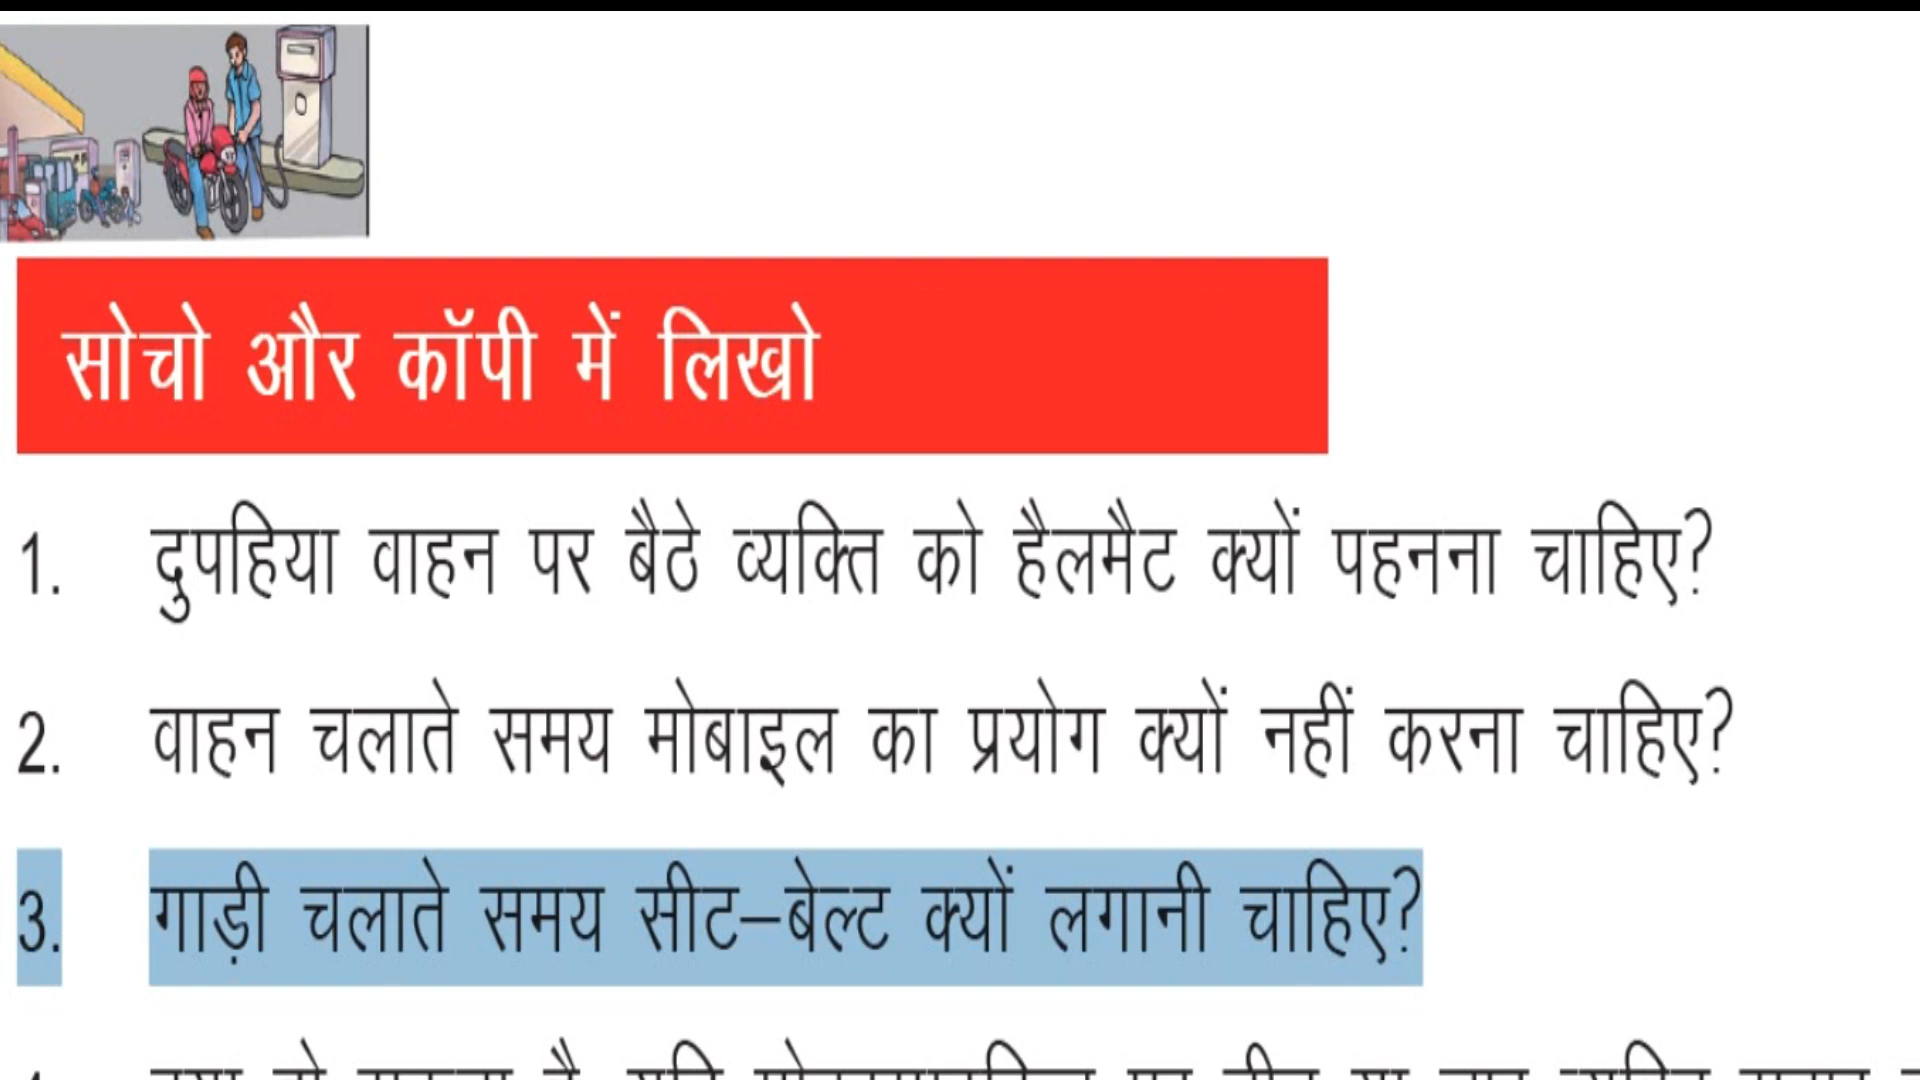 सोचो और कॉपी में लिखो
1. दुपहिया वाहन पर बैठे व्यक्ति को हैलमैट क्यों पहनना चाहिए?
2. वाहन चलाते समय मोबाइल का प्रयोग क्यों नहीं करना चाहिए?
3. गाड़ी चलाते समय सीट–बेल्ट क्यों लगानी चाहिए?